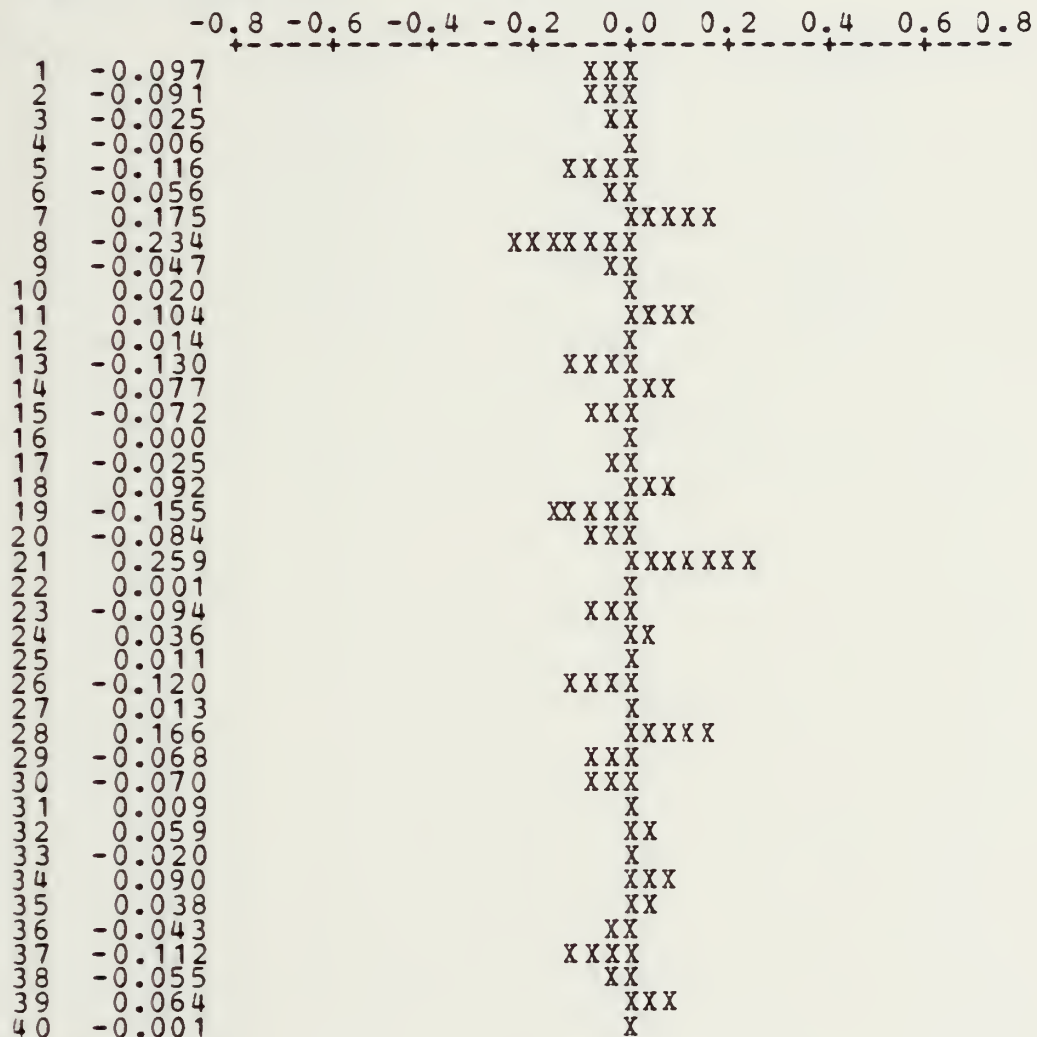 -0.8 -0.6 -0.4 -0.2 0.0 0.2 0.4 0.6 0.8
+----+----+----+----+----+----+----+----+
1 -0.097 XXX
2 -0.091 XXX
3 -0.025 XX
4 -0.006 X
5 -0.116 XXXX
6 -0.056 XX
7 0.175 XXXXX
8 -0.234 XXXXXXX
9 -0.047 XX
10 0.020 X
11 0.104 XXXX
12 0.014 X
13 -0.130 XXXX
14 0.077 XXX
15 -0.072 XXX
16 0.000 X
17 -0.025 XX
18 0.092 XXX
19 -0.155 XXXXX
20 -0.084 XXX
21 0.259 XXXXXXX
22 0.001 X
23 -0.094 XXX
24 0.036 XX
25 0.011 X
26 -0.120 XXXX
27 0.013 X
28 0.166 XXXXX
29 -0.068 XXX
30 -0.070 XXX
31 0.009 X
32 0.059 XX
33 -0.020 X
34 0.090 XXX
35 0.038 XX
36 -0.043 XX
37 -0.112 XXXX
38 -0.055 XX
39 0.064 XXX
40 -0.001 X